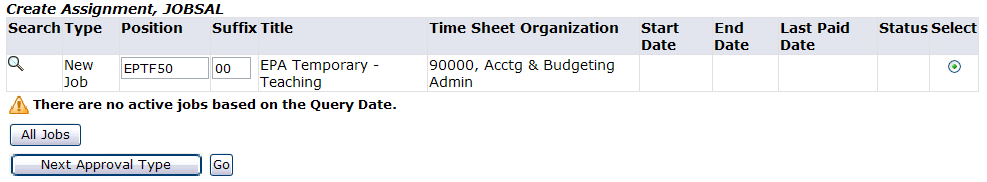 Create Assignment, JOBSAL
Search Type Position Suffix Title Time Sheet Organization Start Date End Date Last Paid Date Status Select
New Job EPTF50 00 EPA Temporary - Teaching 90000, Acctg & Budgeting Admin
There are no active jobs based on the Query Date.
All Jobs
Next Approval Type Go